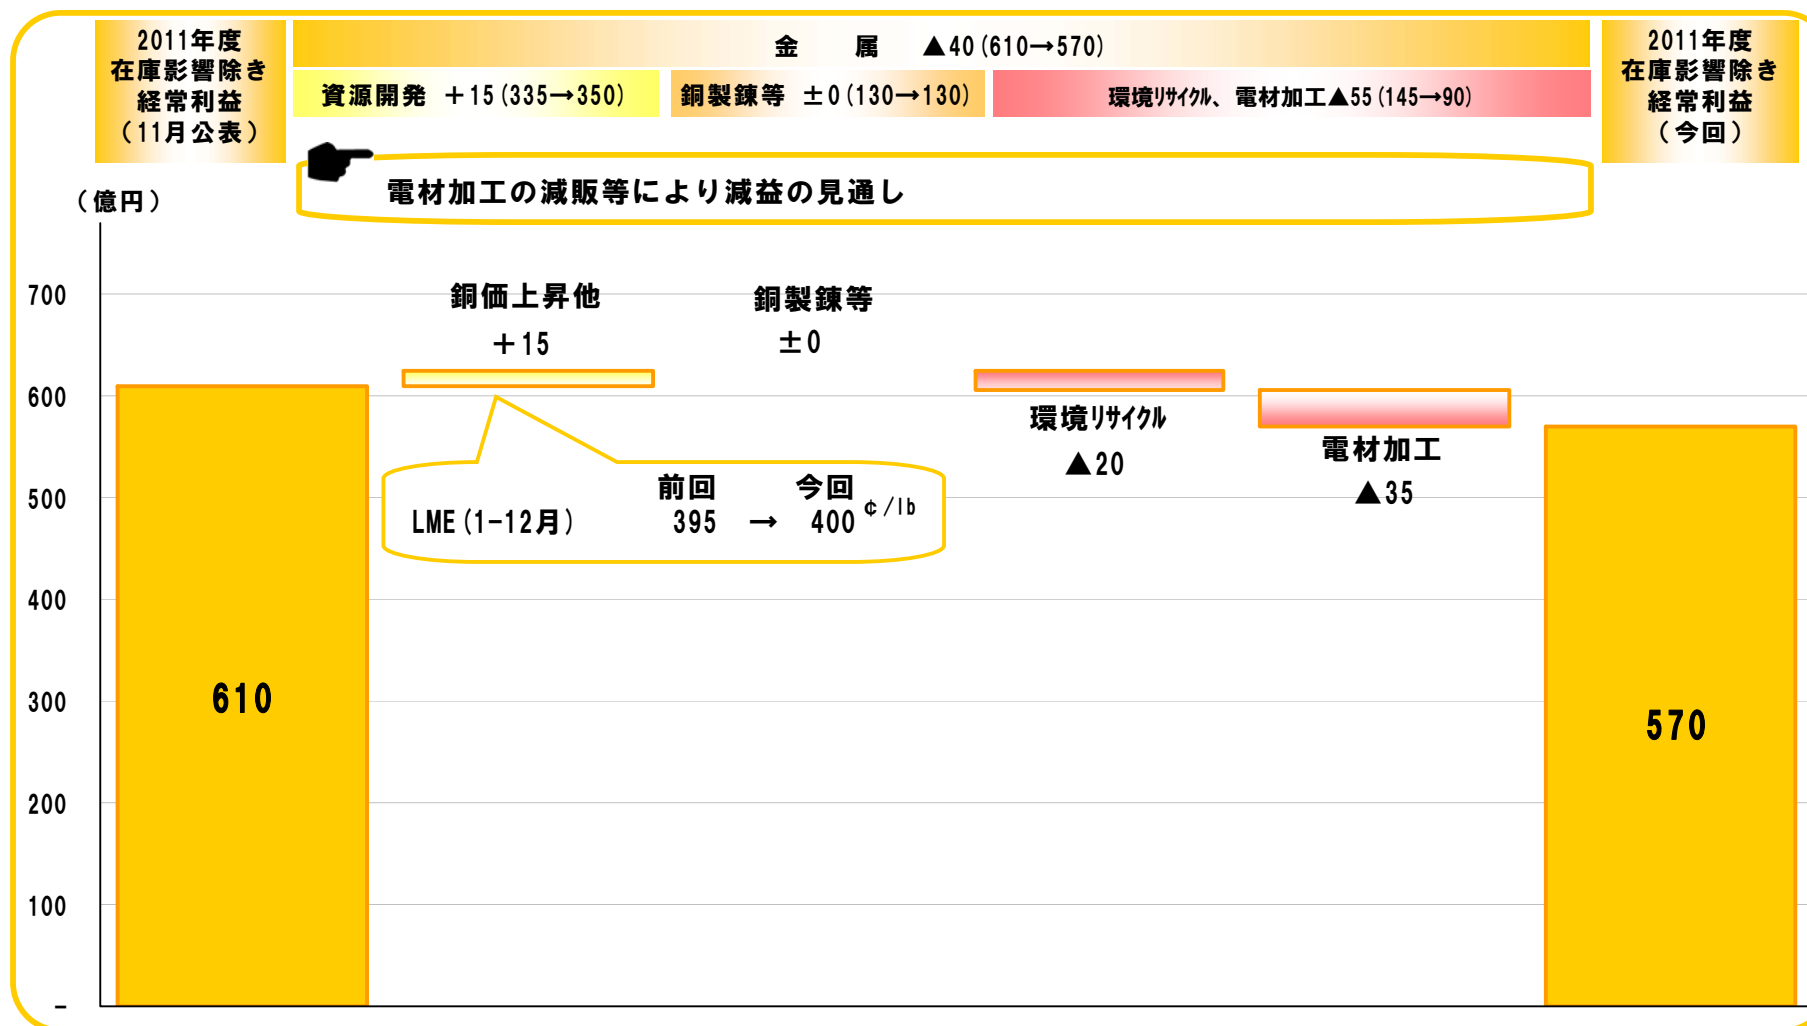 2011年度
在庫影響除き
経常利益
（11月公表）
金　　属　▲40(610→570)
資源開発 ＋15(335→350)
銅製錬等 ±0(130→130)
環境ﾘｻｲｸﾙ、電材加工▲55(145→90)
2011年度
在庫影響除き
経常利益
（今回）
電材加工の減販等により減益の見通し
（億円）
700
600
500
400
300
200
100
-
銅価上昇他
＋15
銅製錬等
±0
環境ﾘｻｲｸﾙ
▲20
電材加工
▲35
前回 今回
LME(1-12月) 395 → 400 ¢/lb
610
570